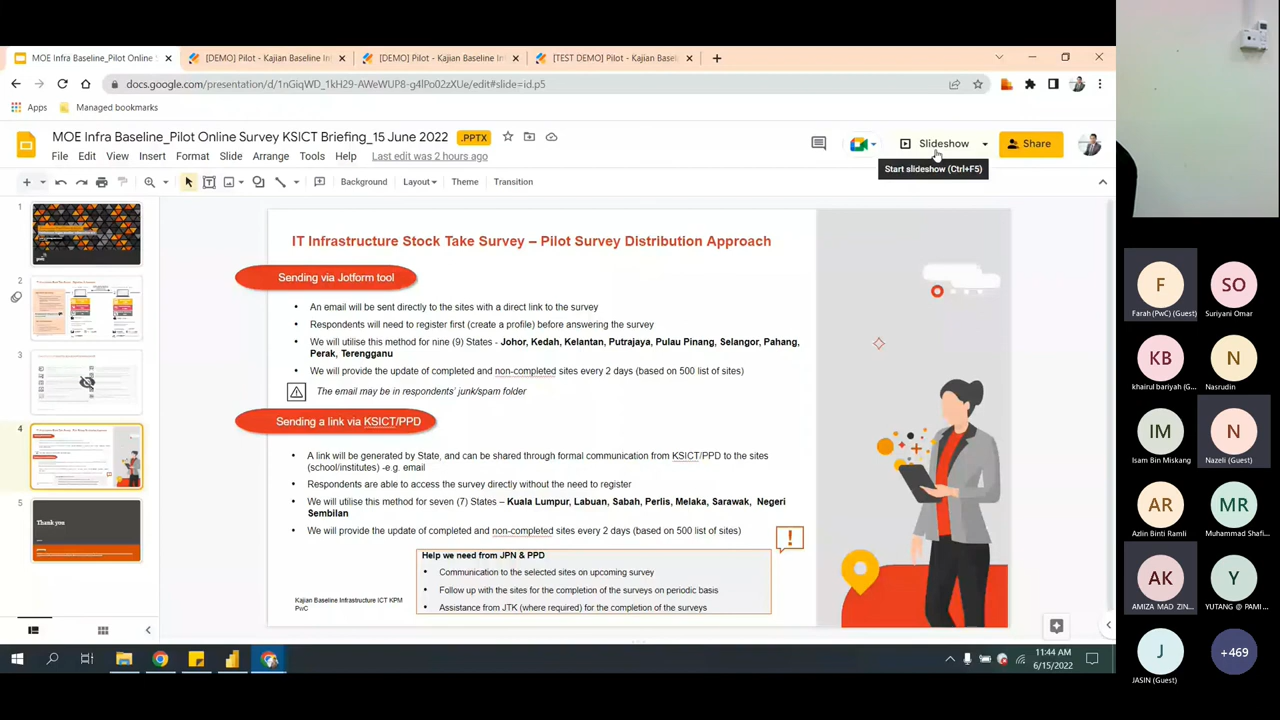 MOE Infra Baseline_Pilot Online
[DEMO] Pilot - Kajian Baseline In
[DEMO] Pilot - Kajian Baseline Inf
[TEST DEMO] Pilot - Kajian Basel
docs.google.com/presentation/d/1nGiqWD_1kH29-AWeWUP8-g4lPo02zXUe/edit#slide=id.p5
Apps
Managed bookmarks
MOE Infra Baseline_Pilot Online Survey KSICT Briefing_15 June 2022
.PPTX
File Edit View Insert Format Slide Arrange Tools Help Last edit was 2 hours ago
Slideshow
Share
Start slideshow (Ctrl+F5)
Background Layout Theme Transition
1
2
3
4
5
Thank you
IT Infrastructure Stock Take Survey – Pilot Survey Distribution Approach
Sending via Jotform tool
• An email will be sent directly to the sites with a direct link to the survey
• Respondents will need to register first (create a profile) before answering the survey
• We will utilise this method for nine (9) States - Johor, Kedah, Kelantan, Putrajaya, Pulau Pinang, Selangor, Pahang,
Perak, Terengganu
• We will provide the update of completed and non-completed sites every 2 days (based on 500 list of sites)
The email may be in respondents' junk/spam folder
Sending a link via KSICT/PPD
• A link will be generated by State, and can be shared through formal communication from KSICT/PPD to the sites
(school/institutes) -e.g. email
• Respondents are able to access the survey directly without the need to register
• We will utilise this method for seven (7) States – Kuala Lumpur, Labuan, Sabah, Perlis, Melaka, Sarawak, Negeri
Sembilan
• We will provide the update of completed and non-completed sites every 2 days (based on 500 list of sites)
!
Help we need from JPN & PPD
• Communication to the selected sites on upcoming survey
• Follow up with the sites for the completion of the surveys on periodic basis
• Assistance from JTK (where required) for the completion of the surveys
Kajian Baseline Infrastructure ICT KPM
PwC
11:44 AM
6/15/2022
F
Farah (PwC) (Guest)
SO
Suriyani Omar
KB
khairul bariyah (G...
N
Nasrudin
IM
Isam Bin Miskang
N
Nazeli (Guest)
AR
Azlin Binti Ramli
MR
Muhammad Shafi...
AK
AMIZA MAD ZIN...
Y
YUTANG @ PAMI ...
J
JASIN (Guest)
+469